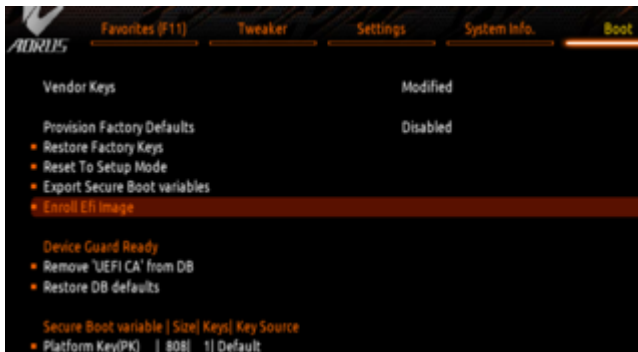 AORUS
Favorites (F11) Tweaker Settings System Info. Boot
Vendor Keys Modified
Provision Factory Defaults Disabled
Restore Factory Keys
Reset To Setup Mode
Export Secure Boot variables
Enroll Efi Image
Device Guard Ready
Remove 'UEFI CA' from DB
Restore DB defaults
Secure Boot variable | Size| Keys| Key Source
Platform Key(PK) | 808| 1| Default